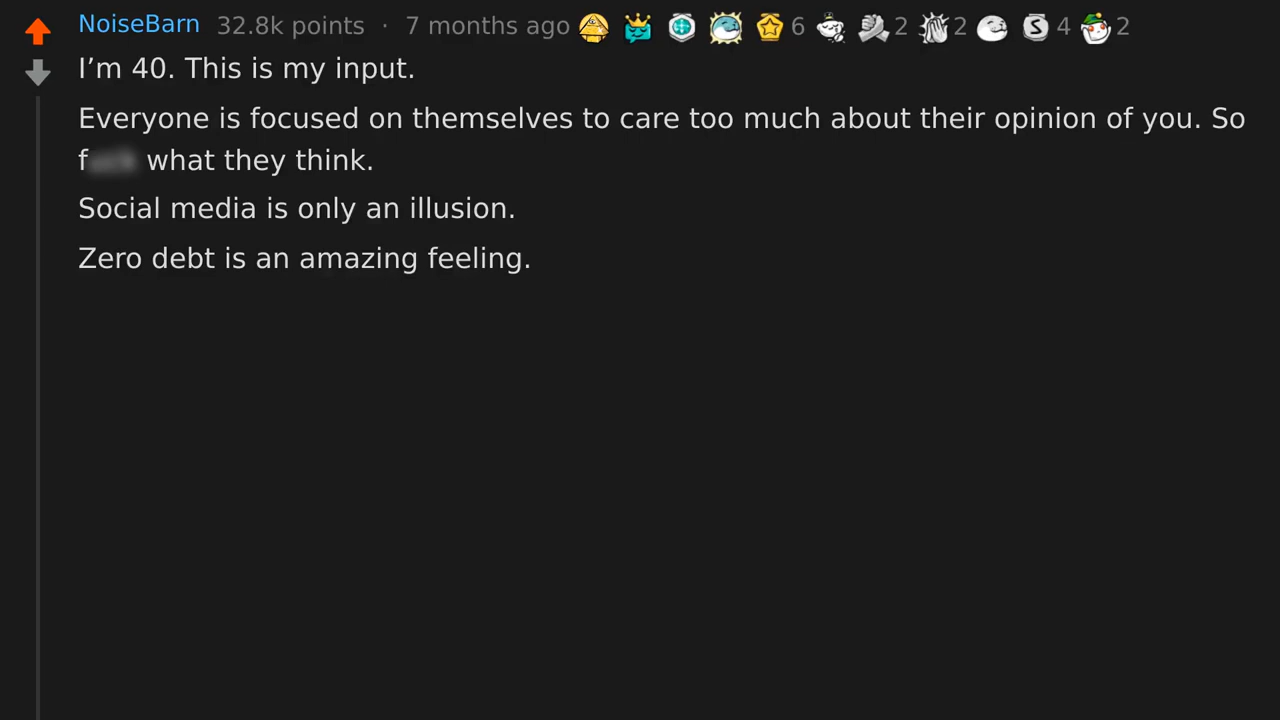 NoiseBarn 32.8k points · 7 months ago 6 2 2 S 4 2
I’m 40. This is my input.
Everyone is focused on themselves to care too much about their opinion of you. So
f what they think.
Social media is only an illusion.
Zero debt is an amazing feeling.